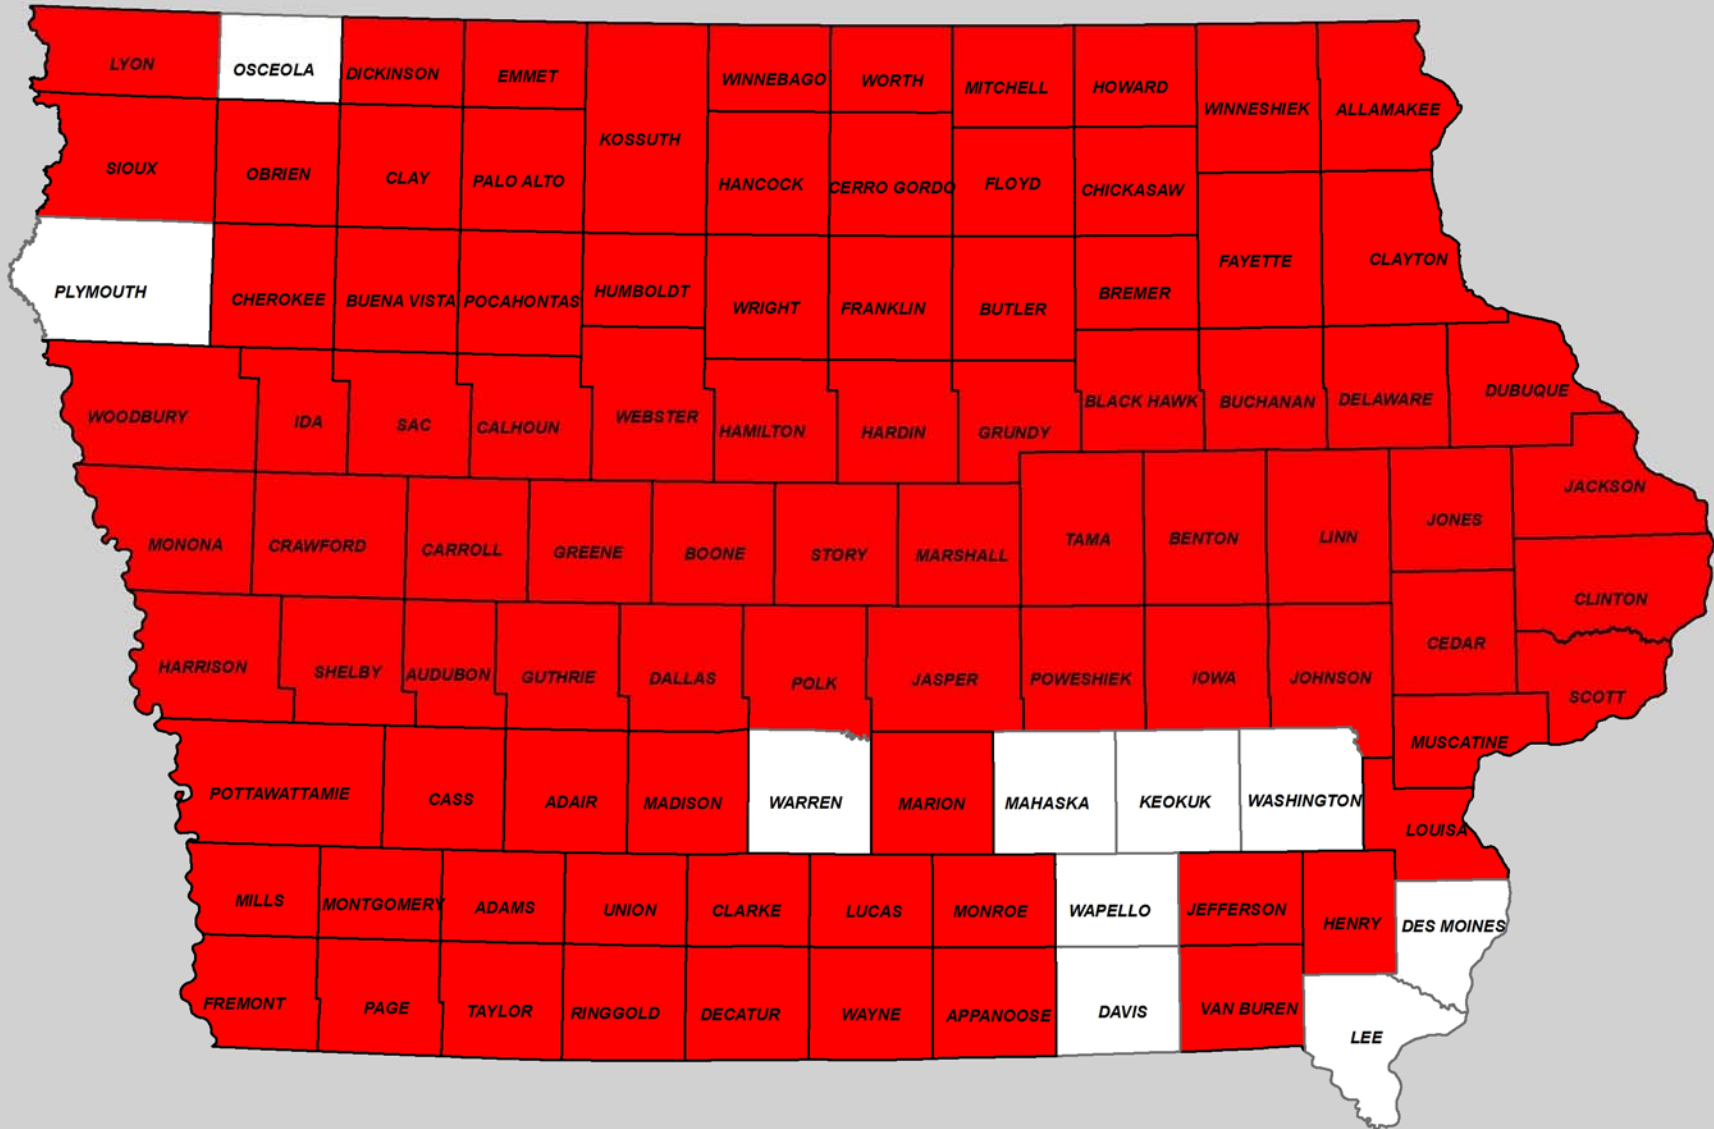 LYON
OSCEOLA
DICKINSON
EMMET
KOSSUTH
WINNEBAGO
WORTH
MITCHELL
HOWARD
WINNESHIEK
ALLAMAKEE
SIOUX
OBRIEN
CLAY
PALO ALTO
HANCOCK
CERRO GORDO
FLOYD
CHICKASAW
FAYETTE
CLAYTON
PLYMOUTH
CHEROKEE
BUENA VISTA
POCAHONTAS
HUMBOLDT
WRIGHT
FRANKLIN
BUTLER
BREMER
WOODBURY
IDA
SAC
CALHOUN
WEBSTER
HAMILTON
HARDIN
GRUNDY
BLACK HAWK
BUCHANAN
DELAWARE
DUBUQUE
MONONA
CRAWFORD
CARROLL
GREENE
BOONE
STORY
MARSHALL
TAMA
BENTON
LINN
JONES
JACKSON
CLINTON
HARRISON
SHELBY
AUDUBON
GUTHRIE
DALLAS
POLK
JASPER
POWESHIEK
IOWA
JOHNSON
CEDAR
SCOTT
MUSCATINE
POTTAWATTAMIE
CASS
ADAIR
MADISON
WARREN
MARION
MAHASKA
KEOKUK
WASHINGTON
LOUISA
MILLS
MONTGOMERY
ADAMS
UNION
CLARKE
LUCAS
MONROE
WAPELLO
JEFFERSON
HENRY
DES MOINES
FREMONT
PAGE
TAYLOR
RINGGOLD
DECATUR
WAYNE
APPANOOSE
DAVIS
VAN BUREN
LEE